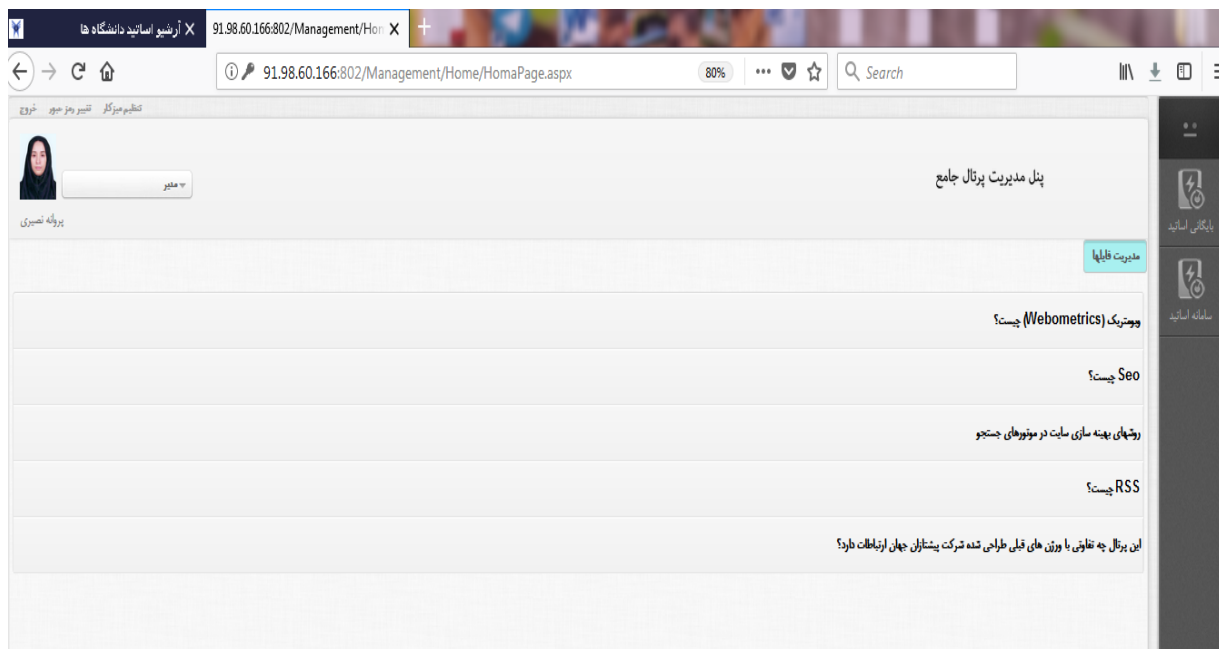 آرشیو اساتید دانشگاه ها
91.98.60.166:802/Management/Hon
91.98.60.166:802/Management/Home/HomaPage.aspx
80%
Search
تنظیم میزکار تغییر رمز عبور خروج
پنل مدیریت پرتال جامع
مدیر
پروانه نصیری
بایگانی اساتید
سامانه اساتید
مدیریت فایلها
وبومتریک (Webometrics) چیست؟
Seo چیست؟
روشهای بهینه سازی سایت در موتورهای جستجو
RSS چیست؟
این پرتال چه تفاوتی با ورژن های قبلی طراحی شده شرکت پیشتازان جهان ارتباطات دارد؟